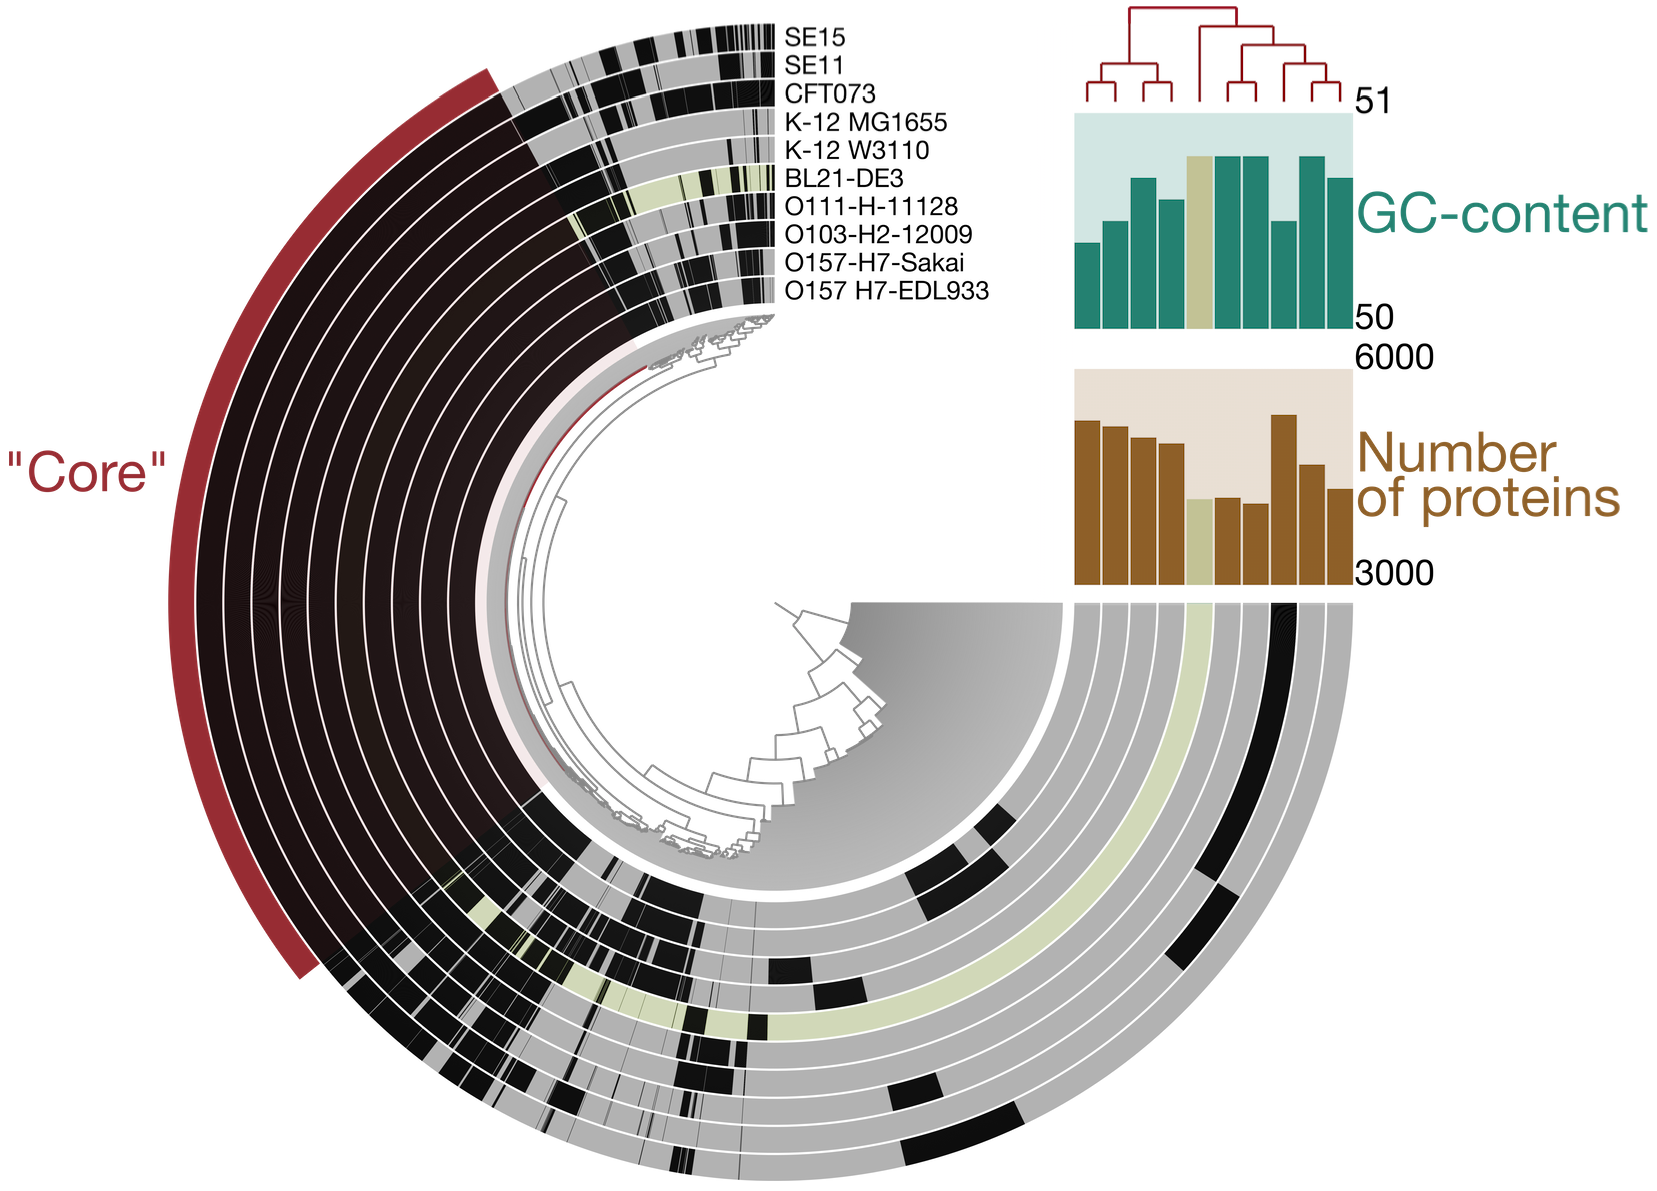 SE15
SE11
CFT073
K-12 MG1655
K-12 W3110
BL21-DE3
O111-H-11128
O103-H2-12009
O157-H7-Sakai
O157 H7-EDL933
"Core"
51
GC-content
50
6000
Number
of proteins
3000